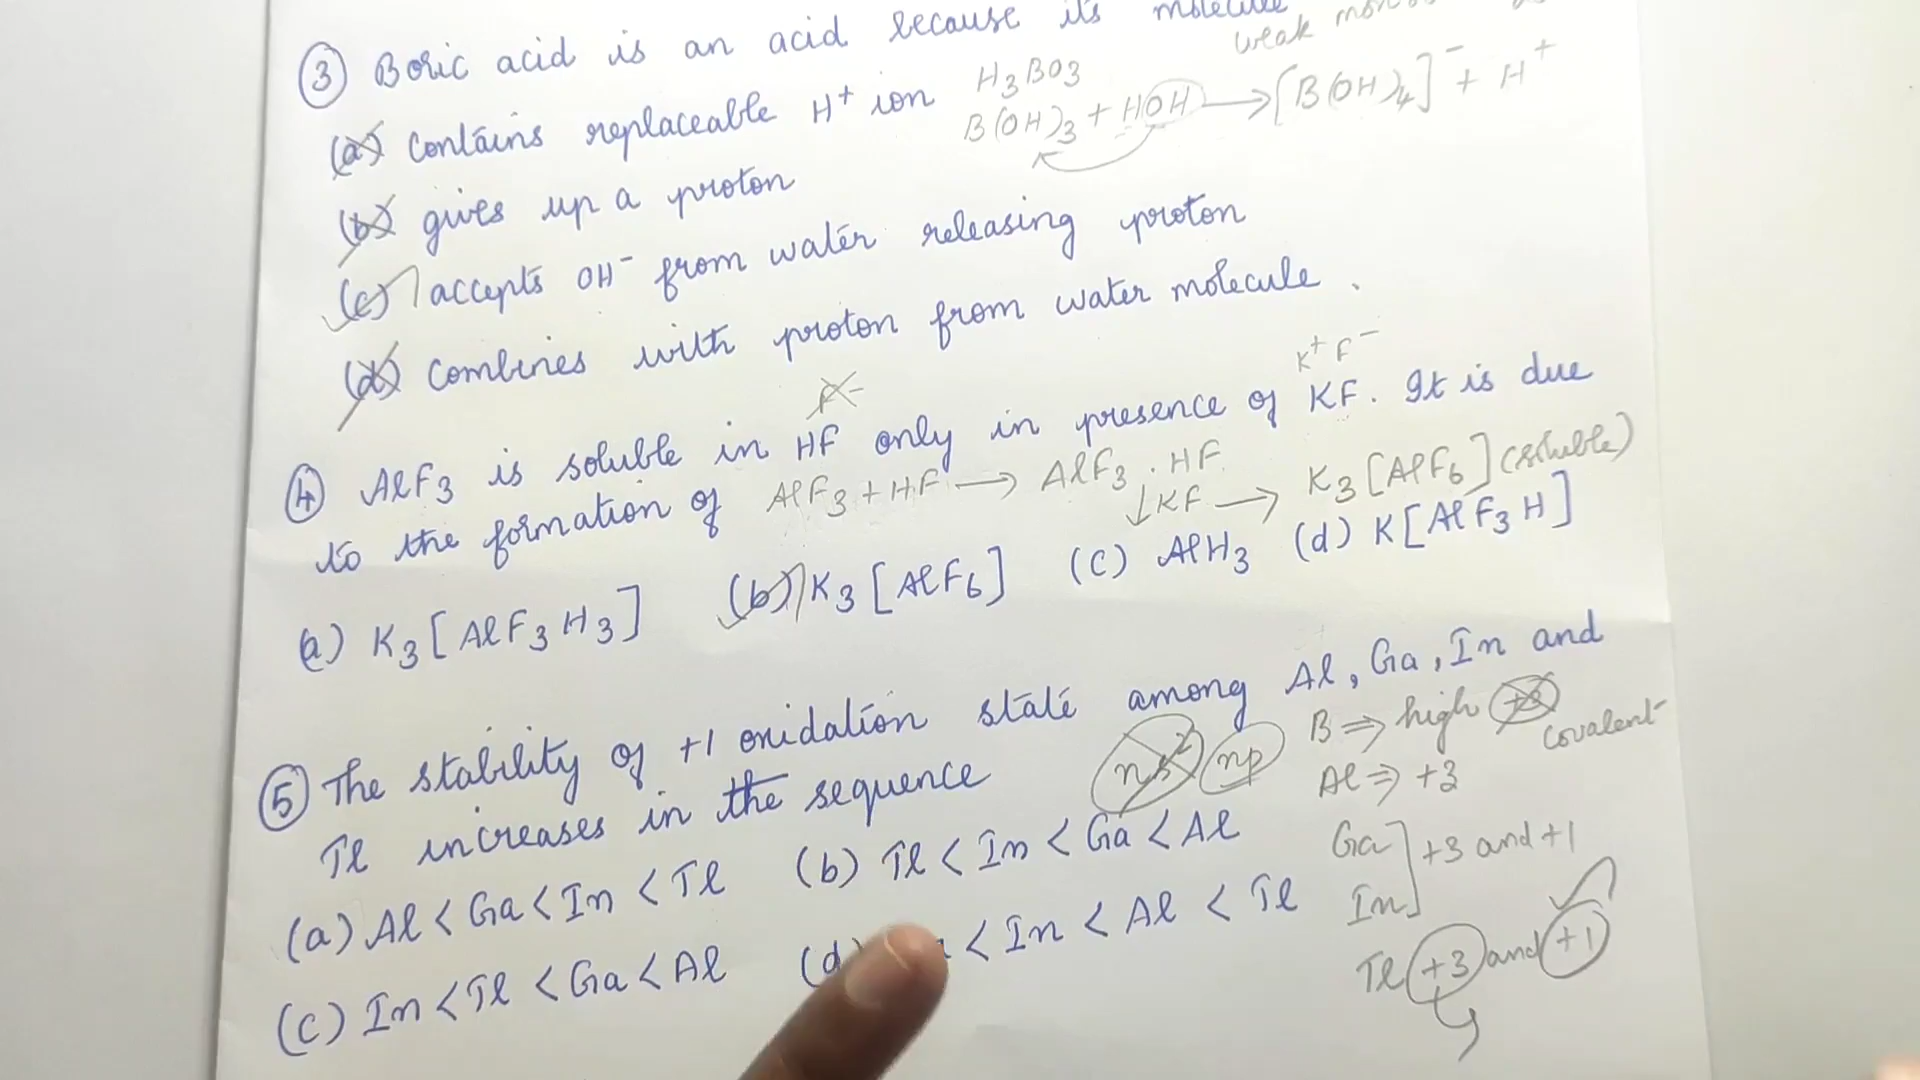 ③ Boric acid is an acid because its molecule
weak
(a) contains replaceable H⁺ ion H₃BO₃
B(OH)₃ + HOH → [B(OH)₄]⁻ + H⁺
(b) gives up a proton
(c) accepts OH⁻ from water releasing proton
(d) combines with proton from water molecule.
K⁺ F⁻
④ AlF₃ is soluble in HF only in presence of KF. It is due
to the formation of AlF₃ + HF → AlF₃ . HF
↓KF → K₃[AlF₆] (soluble)
(a) K₃[AlF₃H₃] (b) K₃[AlF₆] (c) AlH₃ (d) K[AlF₃H]
⑤ The stability of +1 oxidation state among Al, Ga, In and
Tl increases in the sequence ns² np
B ⇒ high +3
covalent
Al ⇒ +3
Ga
In] +3 and +1
Tl +3 and +1
(a) Al < Ga < In < Tl (b) Tl < In < Ga < Al
(c) In < Tl < Ga < Al (d) < In < Al < Tl